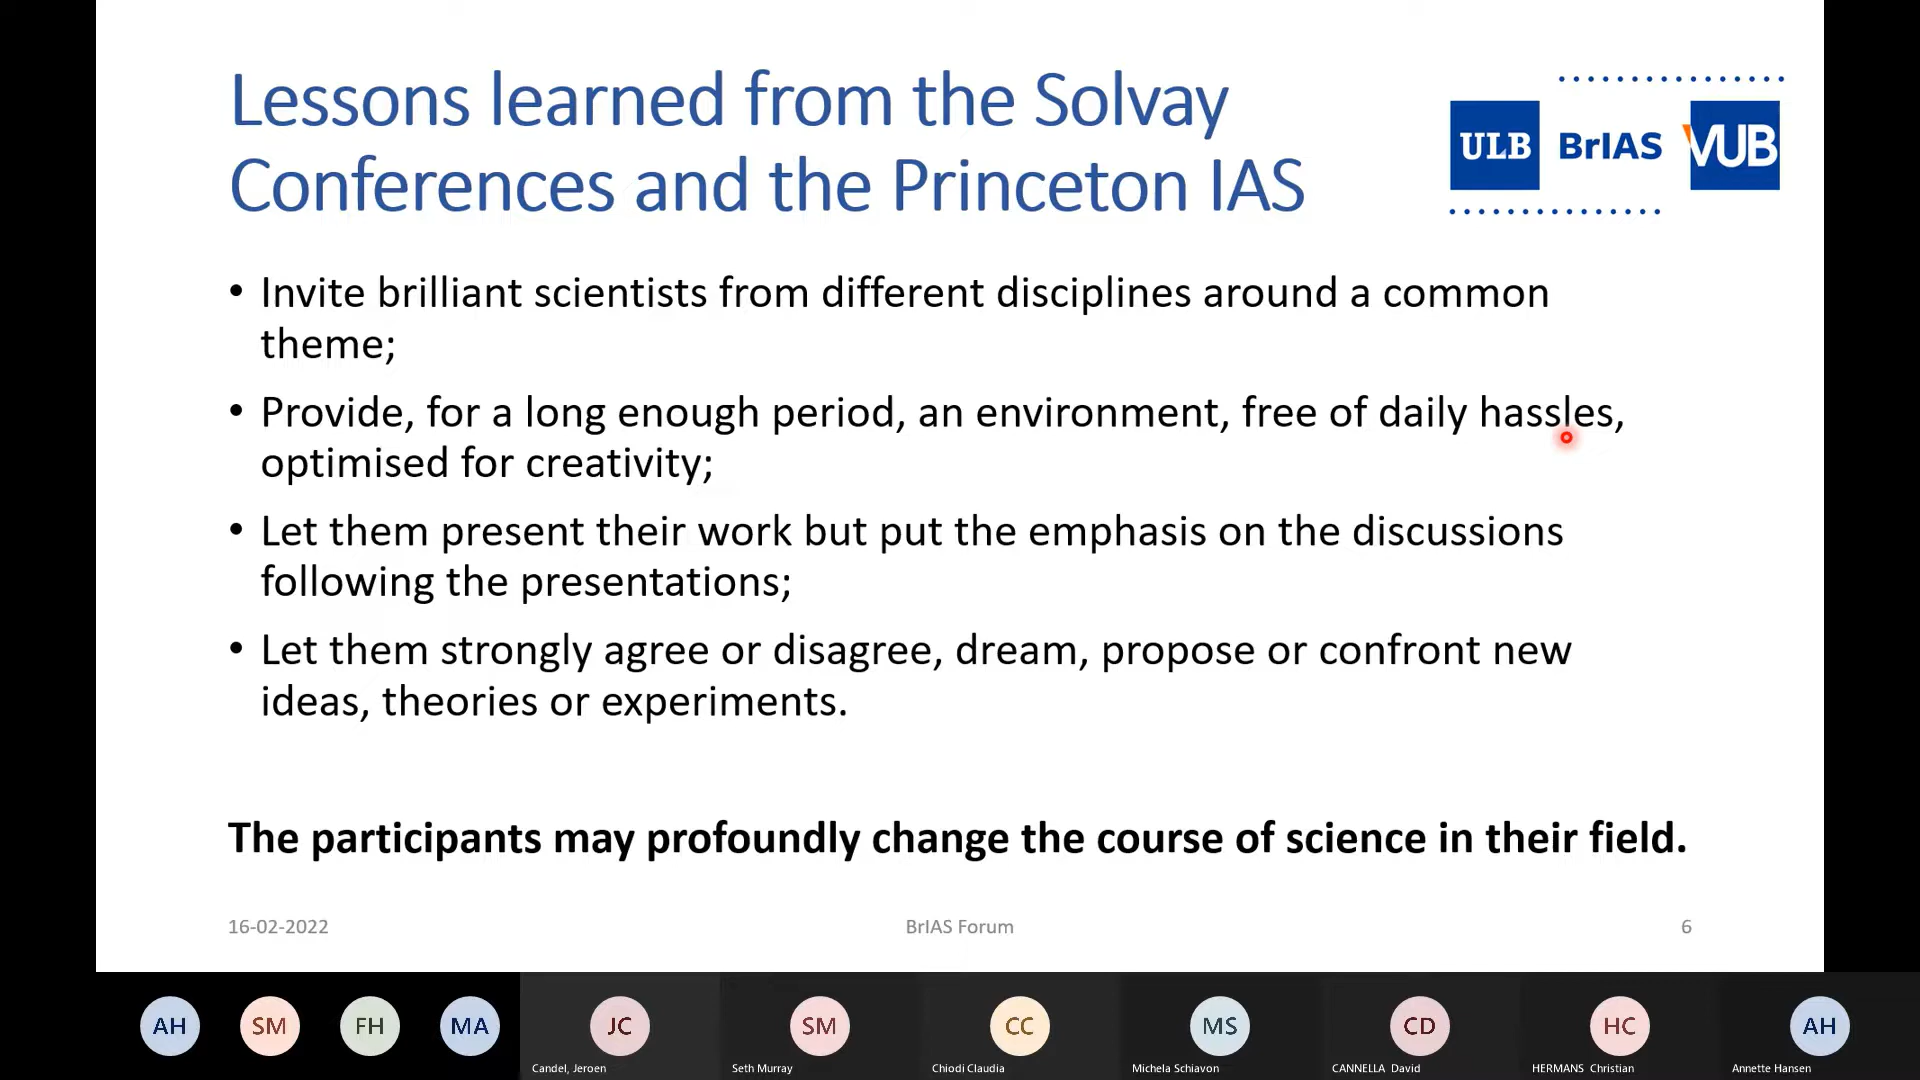 Lessons learned from the Solvay
Conferences and the Princeton IAS
ULB BrIAS VUB
• Invite brilliant scientists from different disciplines around a common
theme;
• Provide, for a long enough period, an environment, free of daily hassles,
optimised for creativity;
• Let them present their work but put the emphasis on the discussions
following the presentations;
• Let them strongly agree or disagree, dream, propose or confront new
ideas, theories or experiments.
The participants may profoundly change the course of science in their field.
16-02-2022 BrIAS Forum 6
AH SM FH MA JC SM CC MS CD HC AH
Candel, Jeroen Seth Murray Chiodi Claudia Michela Schiavon CANNELLA David HERMANS Christian Annette Hansen